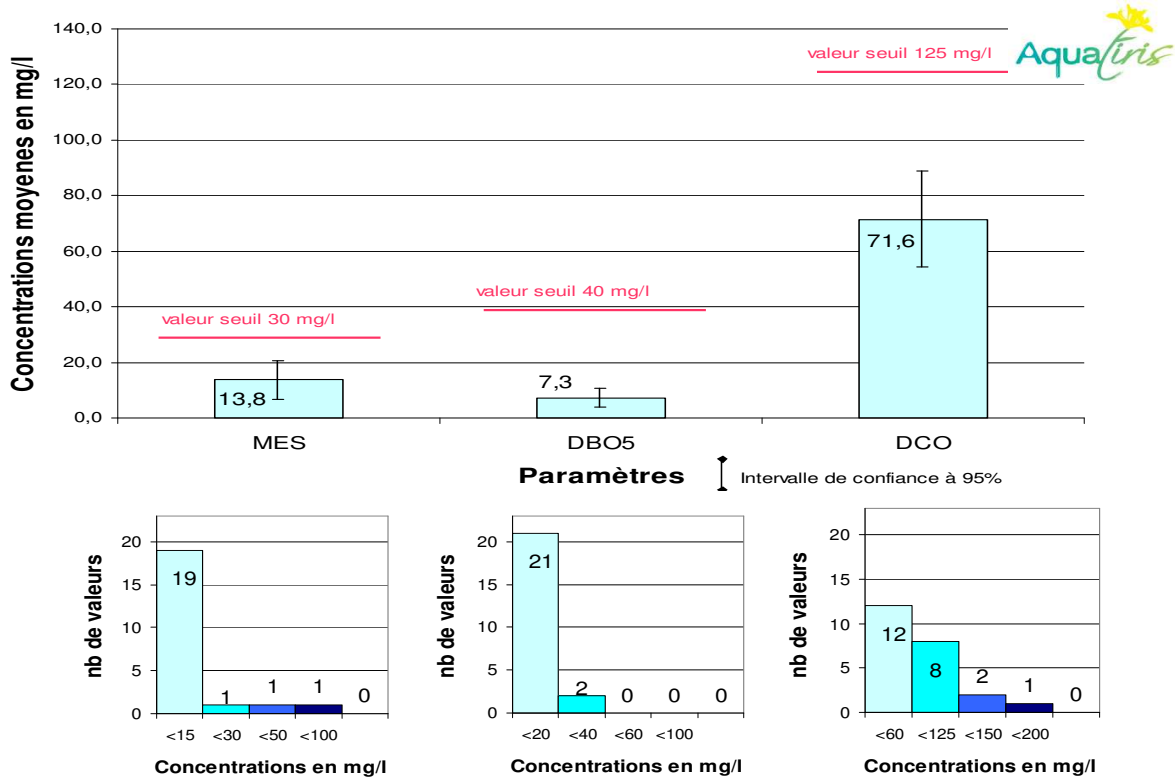 Aquatiris
Concentrations moyennes en mg/l
140,0
120,0
100,0
80,0
60,0
40,0
20,0
0,0
valeur seuil 125 mg/l
valeur seuil 40 mg/l
valeur seuil 30 mg/l
13,8
7,3
71,6
MES DBO5 DCO
Paramètres
Intervalle de confiance à 95%
nb de valeurs
20
15
10
5
0
19
1
1
1
0
<15 <30 <50 <100
Concentrations en mg/l
nb de valeurs
20
15
10
5
0
21
2
0
0
0
<20 <40 <60 <100
Concentrations en mg/l
nb de valeurs
20
15
10
5
0
12
8
2
1
0
<60 <125 <150 <200
Concentrations en mg/l